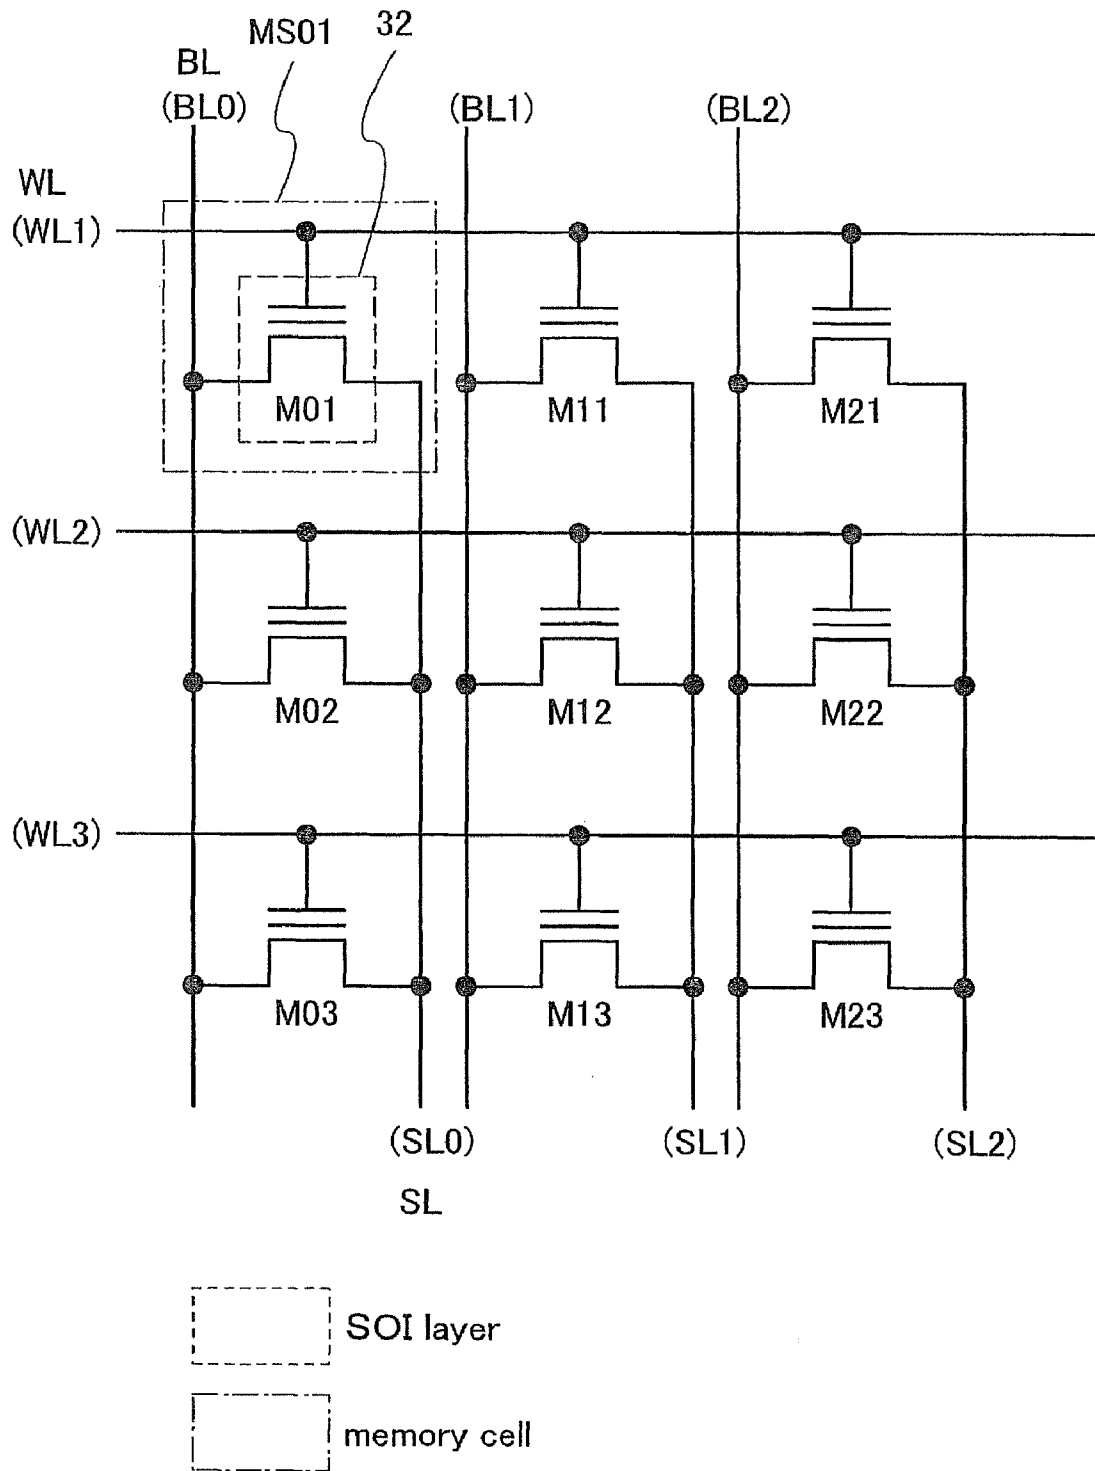 MS01
32
BL
(BL0)
(BL1)
(BL2)
WL
(WL1)
M01
M11
M21
(WL2)
M02
M12
M22
(WL3)
M03
M13
M23
(SL0)
(SL1)
(SL2)
SL
SOI layer
memory cell